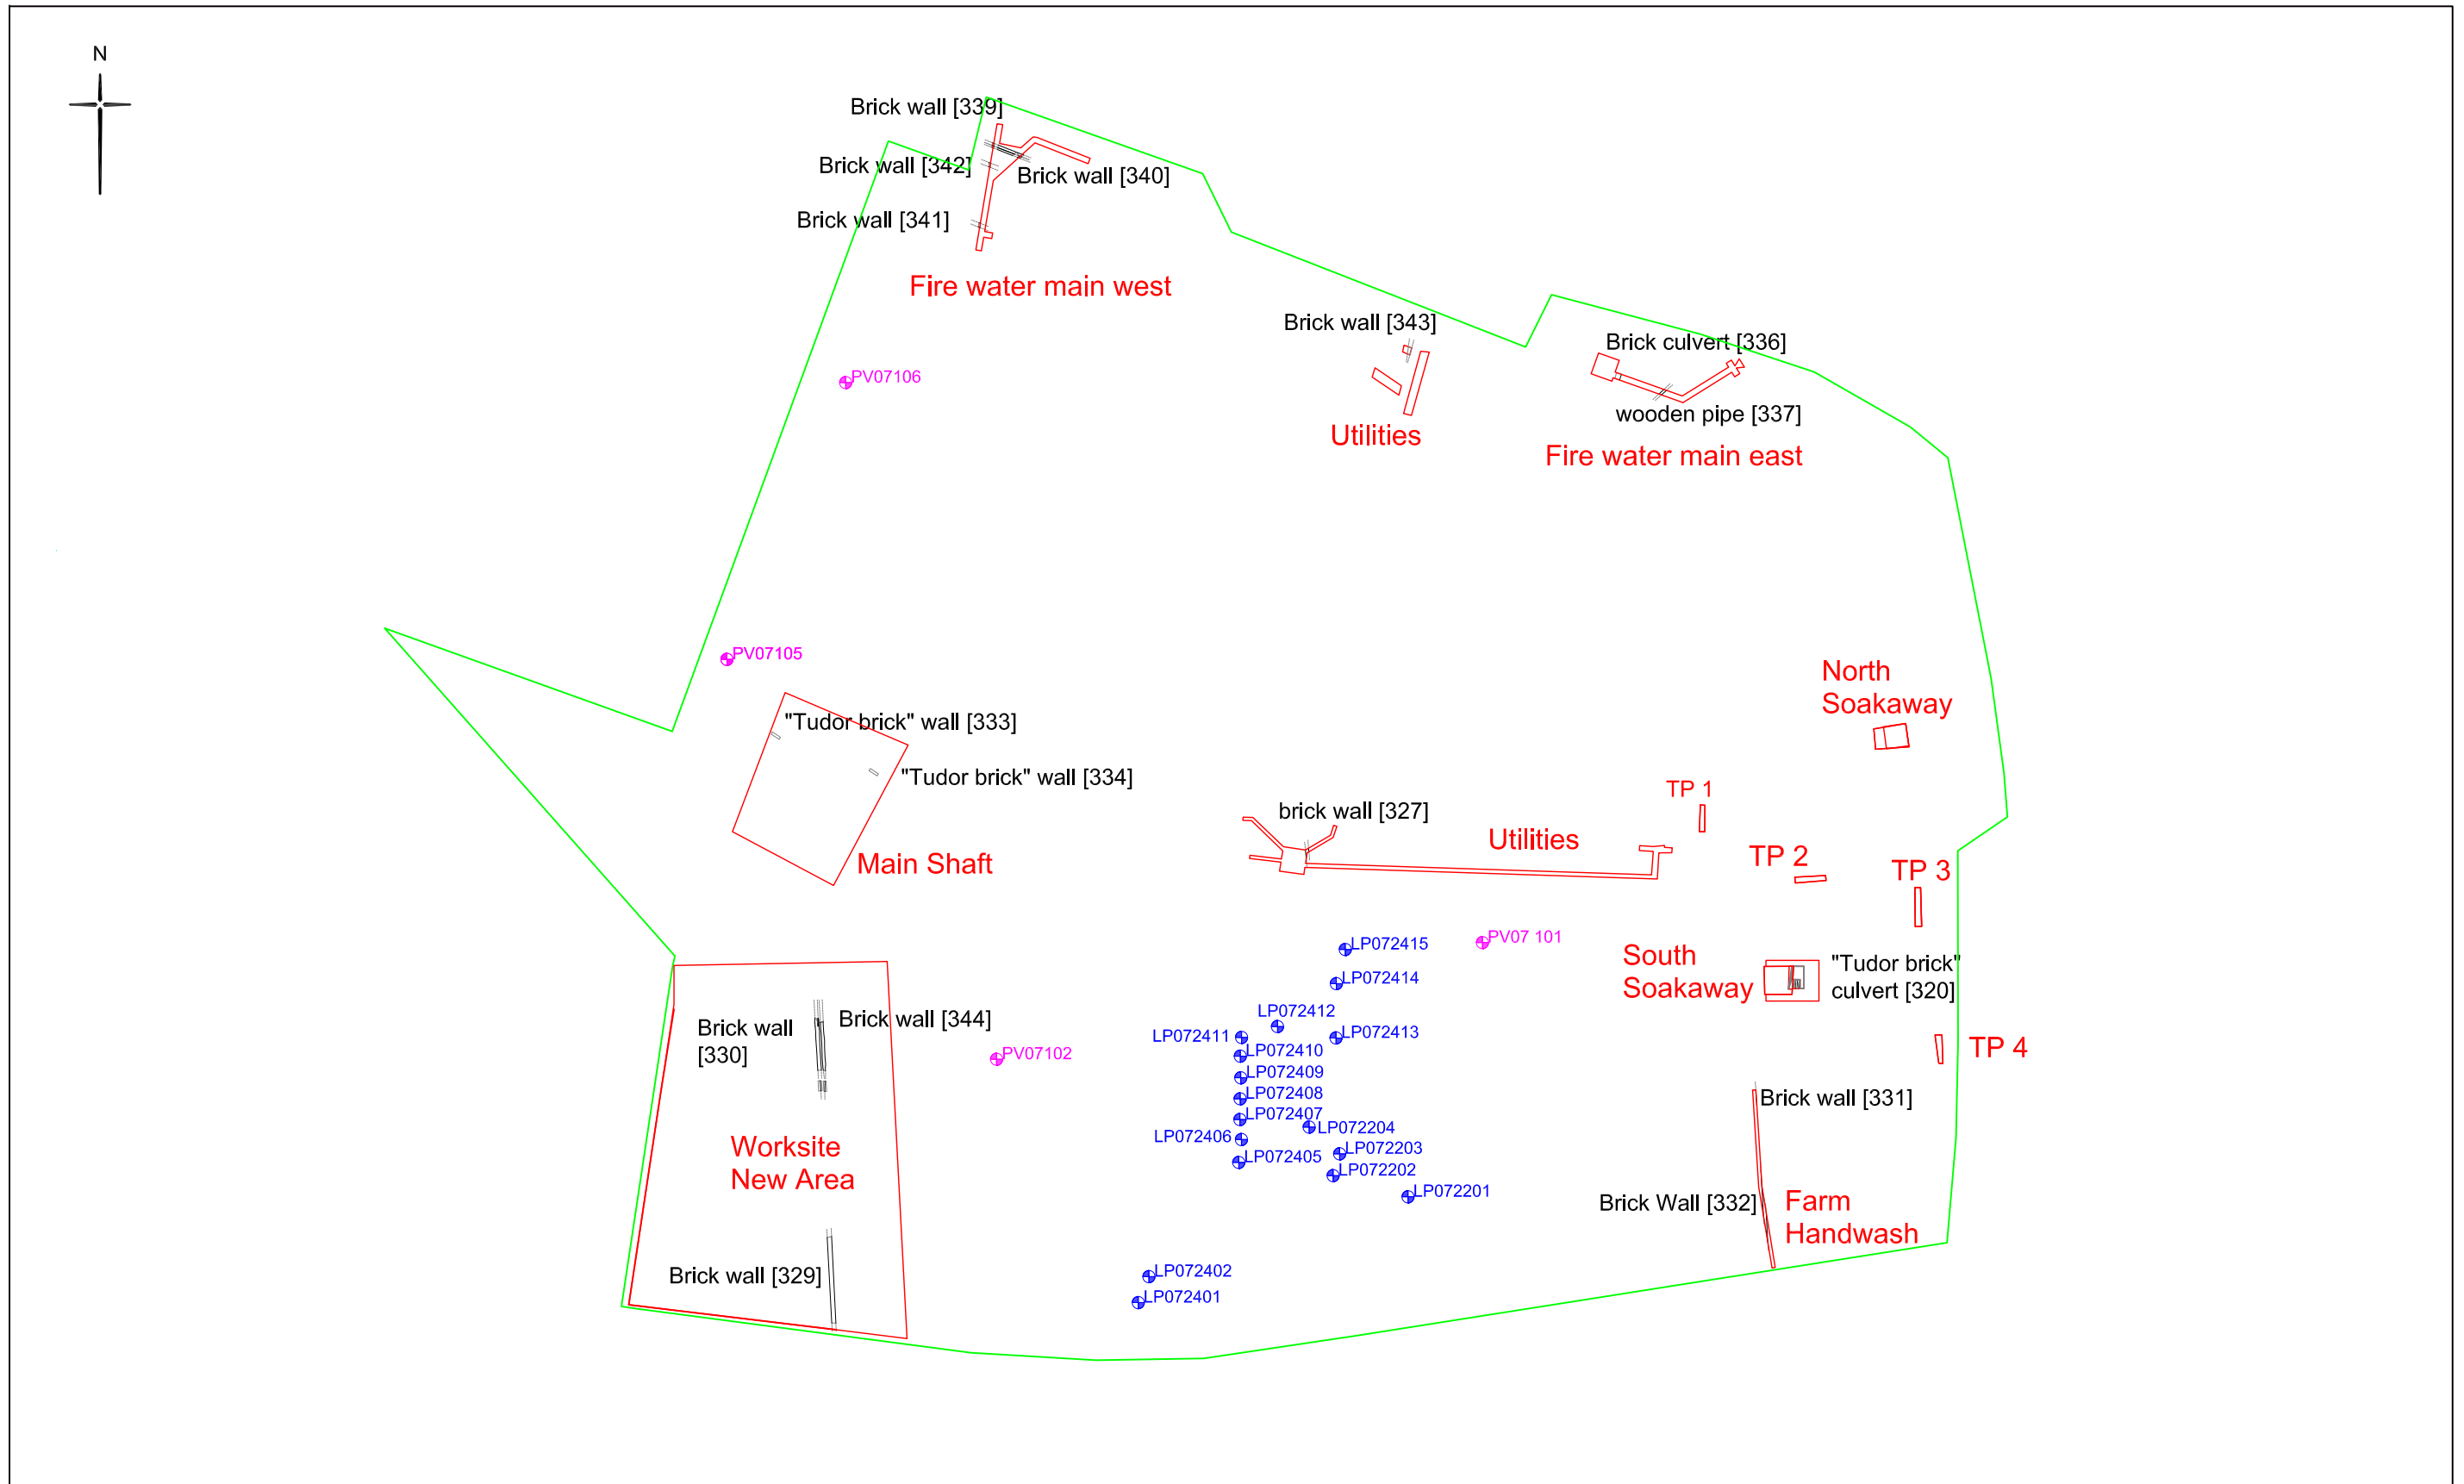 N
Brick wall [339]
Brick wall [342]
Brick wall [340]
Brick wall [341]
Fire water main west
Brick wall [343]
Brick culvert [336]
PV07106
wooden pipe [337]
Utilities
Fire water main east
PV07105
North
Soakaway
"Tudor brick" wall [333]
"Tudor brick" wall [334]
TP 1
brick wall [327]
Utilities
Main Shaft
TP 2
TP 3
PV07 101
LP072415
South
Soakaway
"Tudor brick"
culvert [320]
LP072414
LP072412
Brick wall [344]
Brick wall
[330]
LP072411
LP072413
LP072410
PV07102
TP 4
LP072409
LP072408
Brick wall [331]
LP072407
LP072204
LP072406
Worksite
New Area
LP072203
LP072405
LP072202
LP072201
Brick Wall [332]
Farm
Handwash
LP072402
Brick wall [329]
LP072401